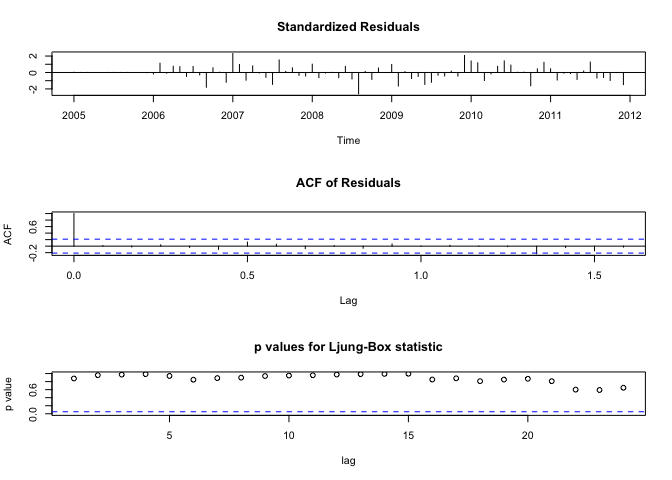 Standardized Residuals
-2 0 2
2005 2006 2007 2008 2009 2010 2011 2012
Time
ACF of Residuals
ACF
-0.2 0.6
0.0 0.5 1.0 1.5
Lag
p values for Ljung-Box statistic
p value
0.0 0.6
5 10 15 20
lag